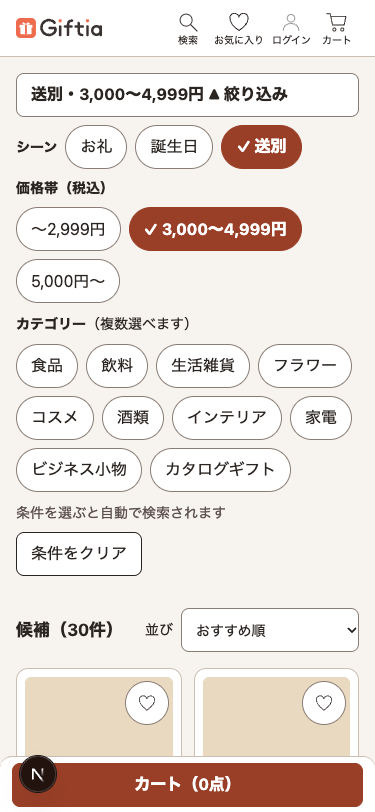 Giftia
検索 お気に入り ログイン カート
送別・3,000〜4,999円 ▲ 絞り込み
シーン お礼 誕生日 ✓ 送別
価格帯（税込）
〜2,999円 ✓ 3,000〜4,999円
5,000円〜
カテゴリー（複数選べます）
食品 飲料 生活雑貨 フラワー
コスメ 酒類 インテリア 家電
ビジネス小物 カタログギフト
条件を選ぶと自動で検索されます
条件をクリア
候補（30件） 並び おすすめ順
N
カート（0点）